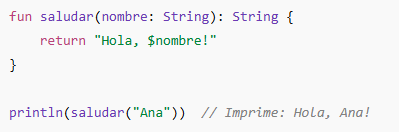 fun saludar(nombre: String): String {
    return "Hola, $nombre!"
}
println(saludar("Ana"))  // Imprime: Hola, Ana!